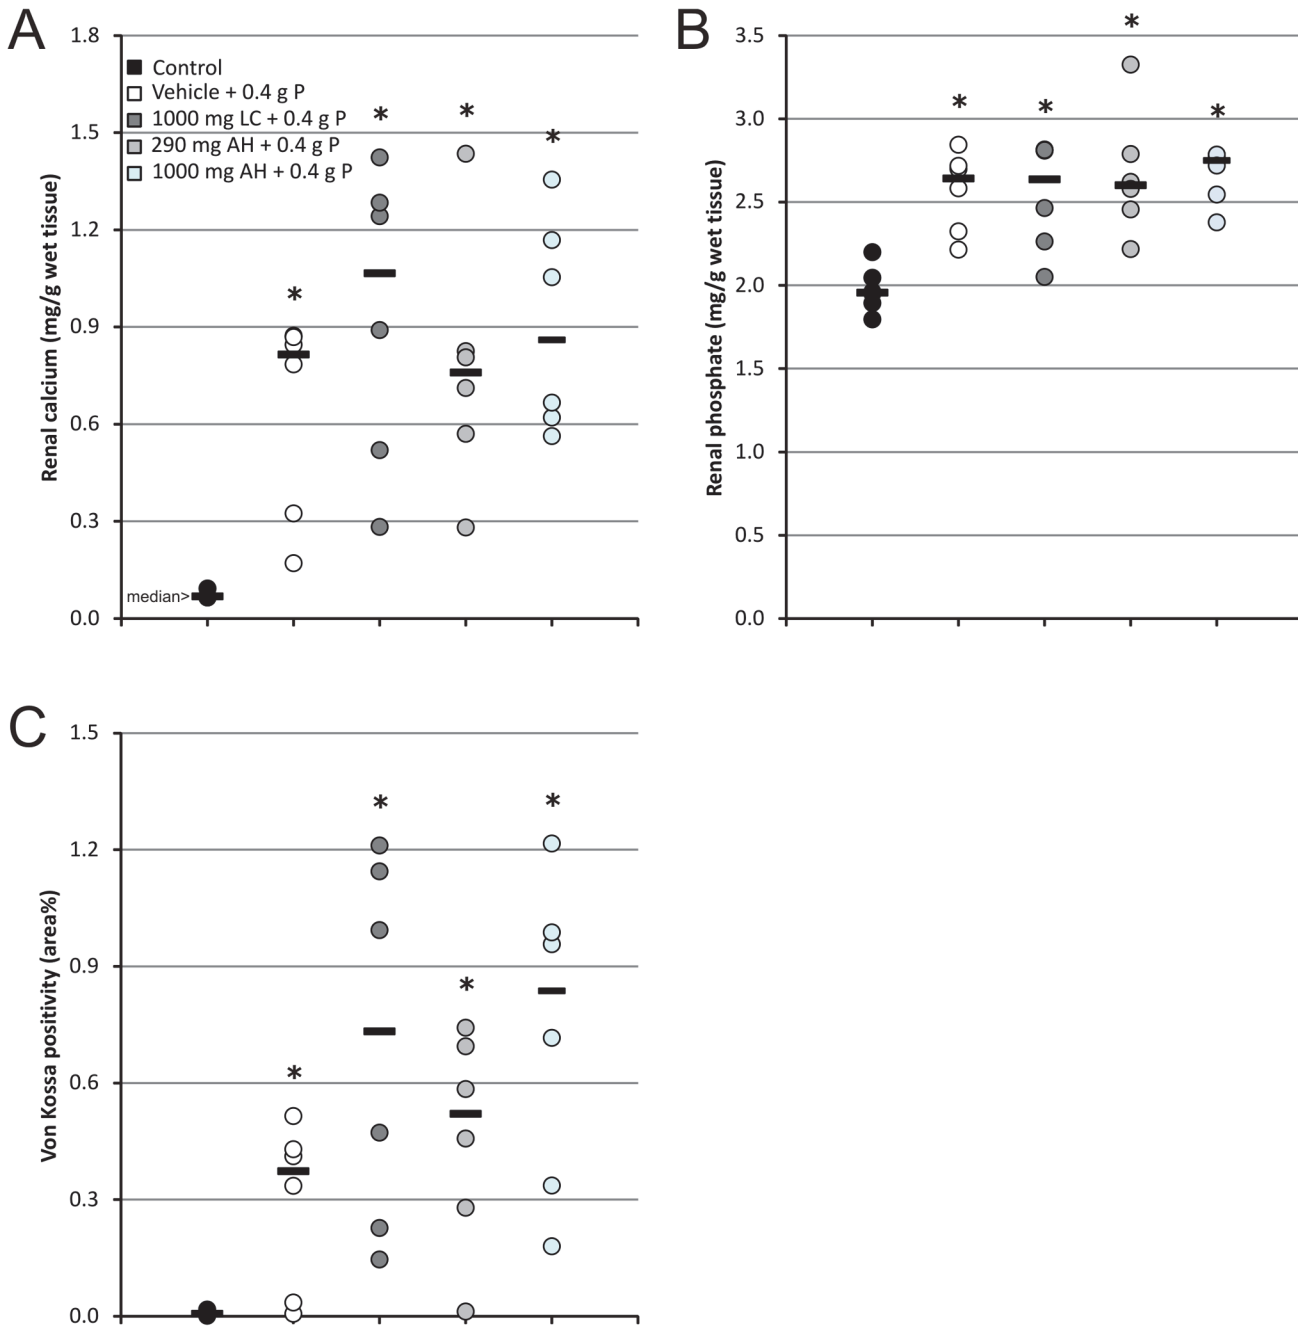 A
1.8
1.5
1.2
0.9
0.6
0.3
0.0
Renal calcium (mg/g wet tissue)
Control
Vehicle + 0.4 g P
1000 mg LC + 0.4 g P
290 mg AH + 0.4 g P
1000 mg AH + 0.4 g P
*
*
*
*
median>
B
3.5
3.0
2.5
2.0
1.5
1.0
0.5
0.0
Renal phosphate (mg/g wet tissue)
*
*
*
*
C
1.5
1.2
0.9
0.6
0.3
0.0
Von Kossa positivity (area%)
*
*
*
*